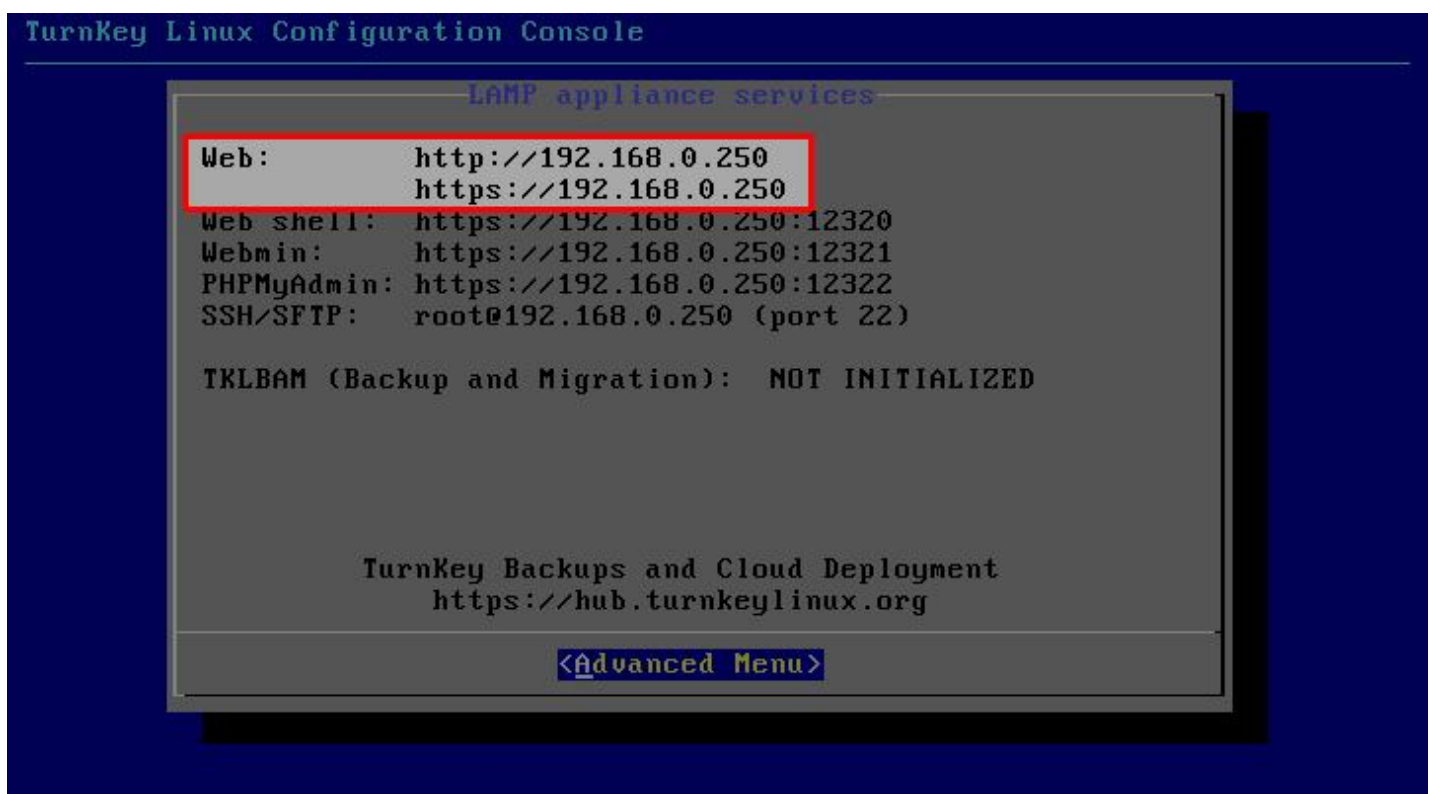 TurnKey Linux Configuration Console
LAMP appliance services
Web: http://192.168.0.250
https://192.168.0.250
Web shell: https://192.168.0.250:12320
Webmin: https://192.168.0.250:12321
PHPMyAdmin: https://192.168.0.250:12322
SSH/SFTP: root@192.168.0.250 (port 22)
TKLBAM (Backup and Migration): NOT INITIALIZED
TurnKey Backups and Cloud Deployment
https://hub.turnkeylinux.org
<Advanced Menu>